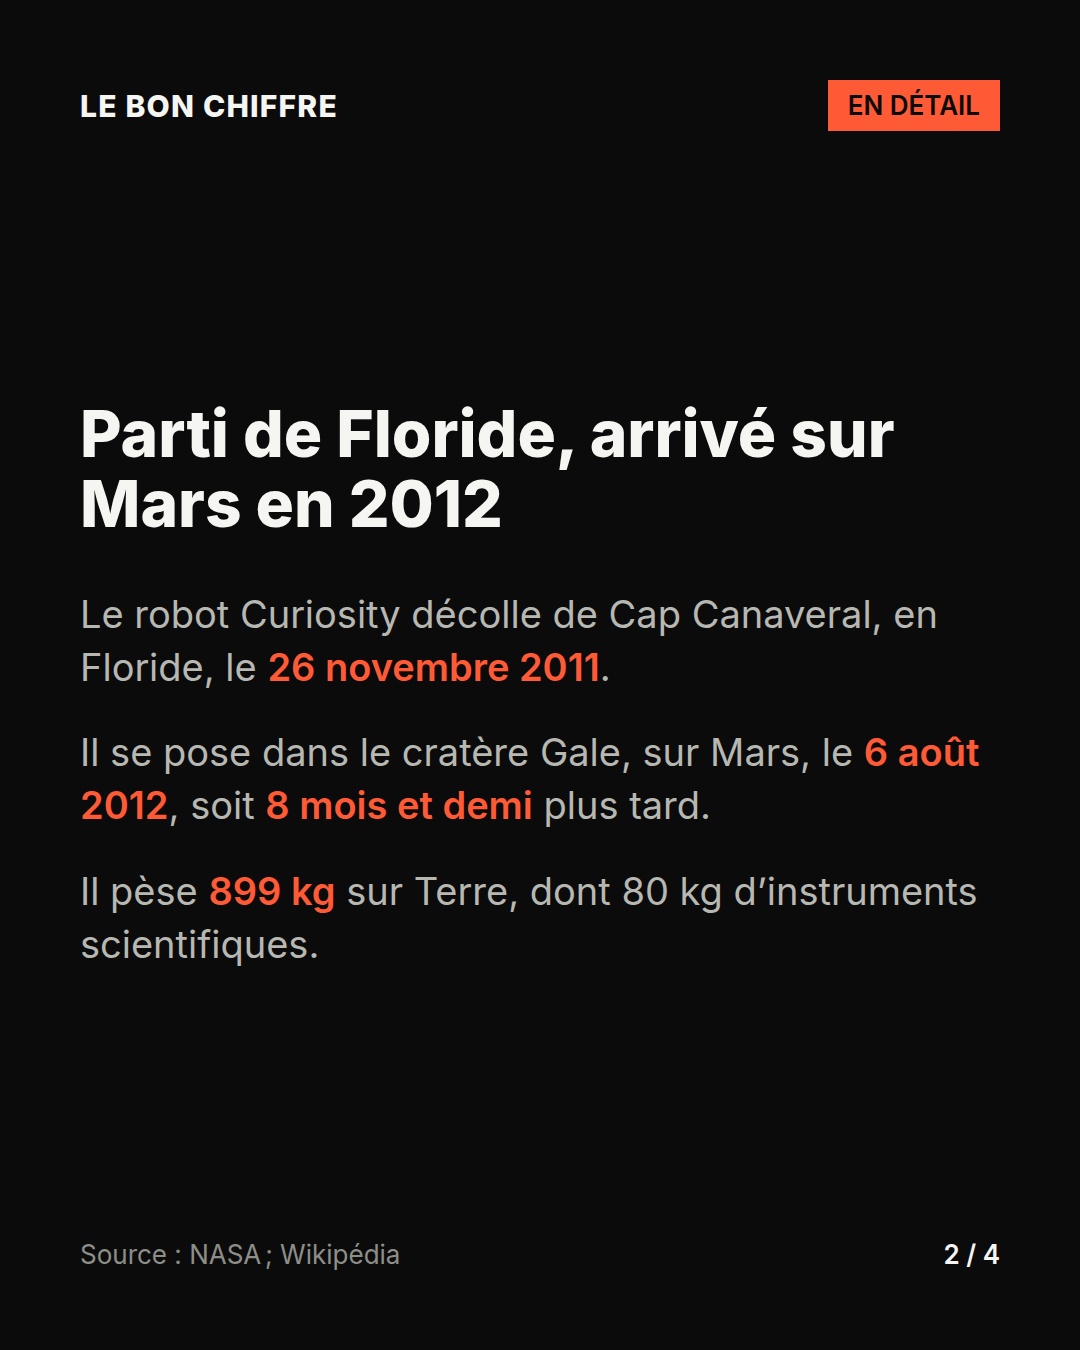 LE BON CHIFFRE
EN DÉTAIL
Parti de Floride, arrivé sur
Mars en 2012
Le robot Curiosity décolle de Cap Canaveral, en
Floride, le 26 novembre 2011.
Il se pose dans le cratère Gale, sur Mars, le 6 août
2012, soit 8 mois et demi plus tard.
Il pèse 899 kg sur Terre, dont 80 kg d’instruments
scientifiques.
Source : NASA ; Wikipédia
2 / 4